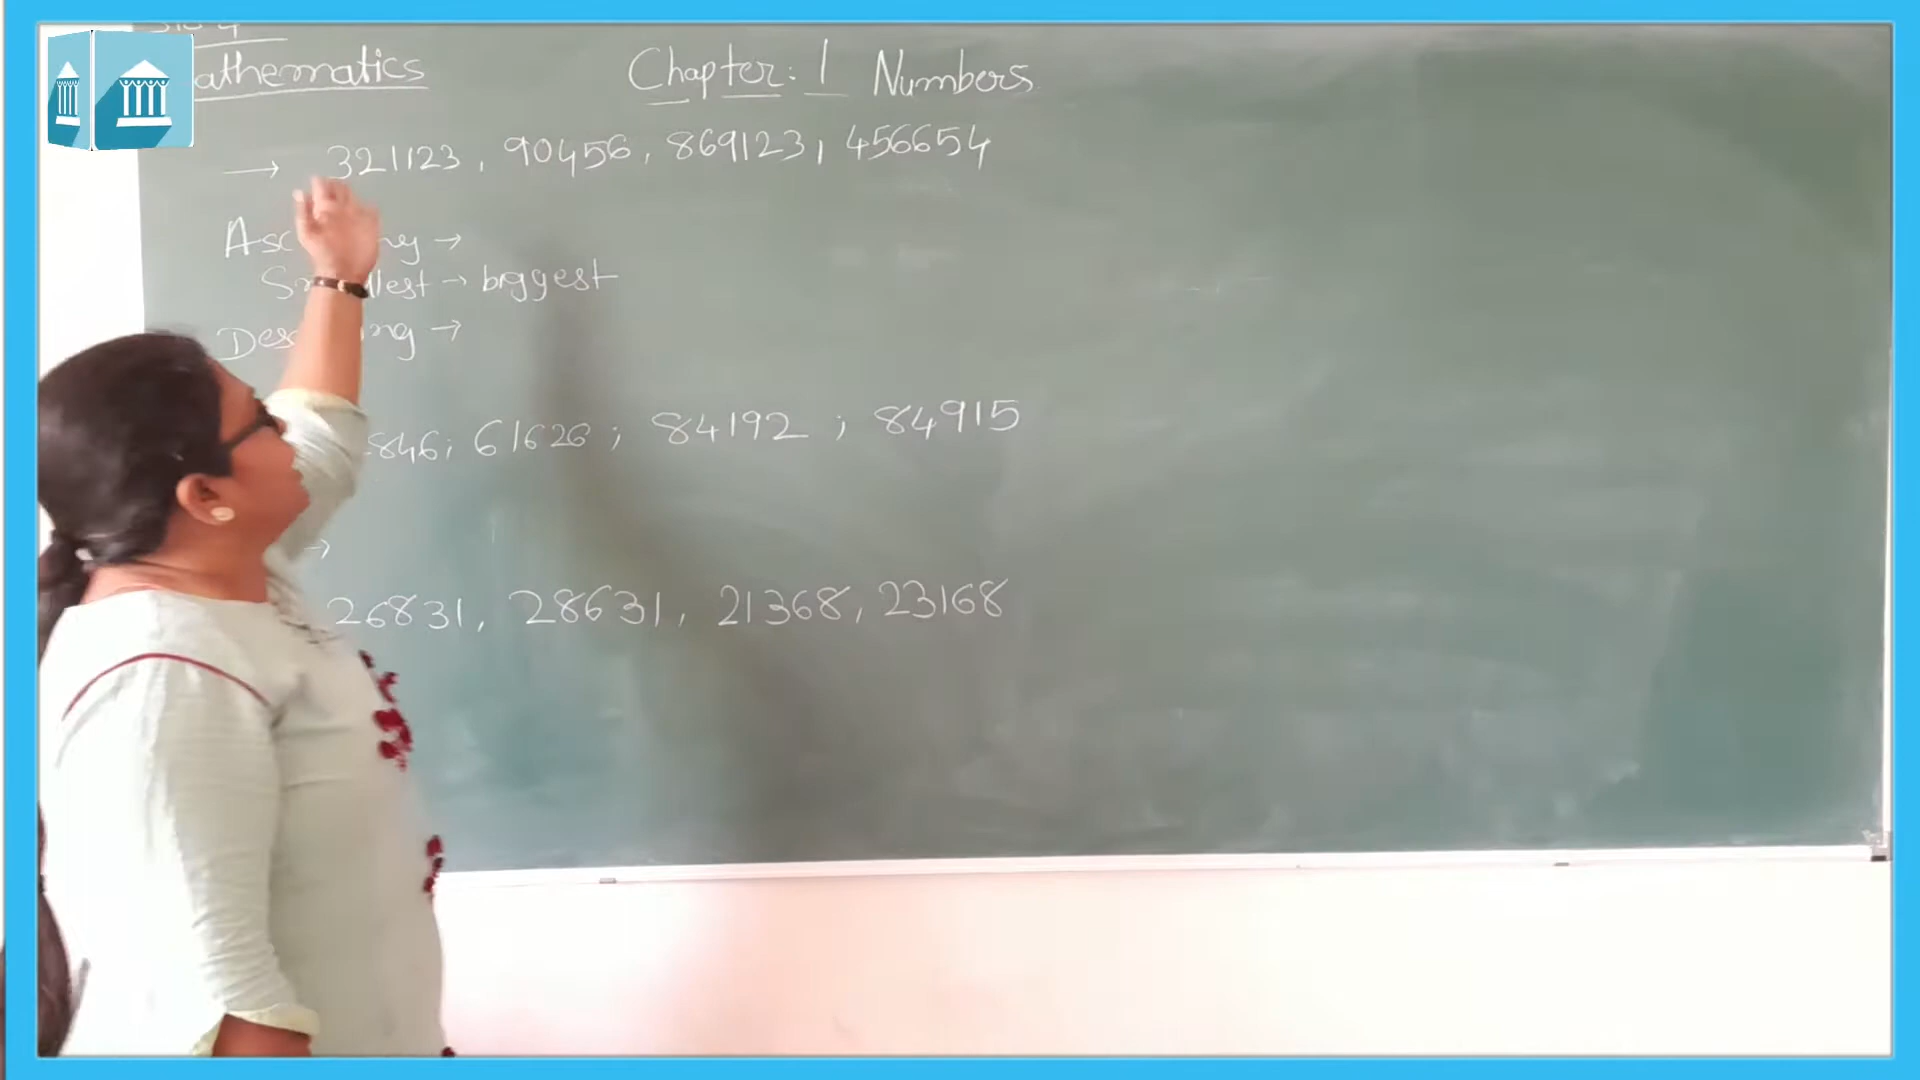 Mathematics Chapter: 1 Numbers
→ 321123, 90456, 869123, 456654
Ascending →
Smallest → biggest
Descending →
846; 61626; 84192; 84915
→
26831, 28631, 21368, 23168